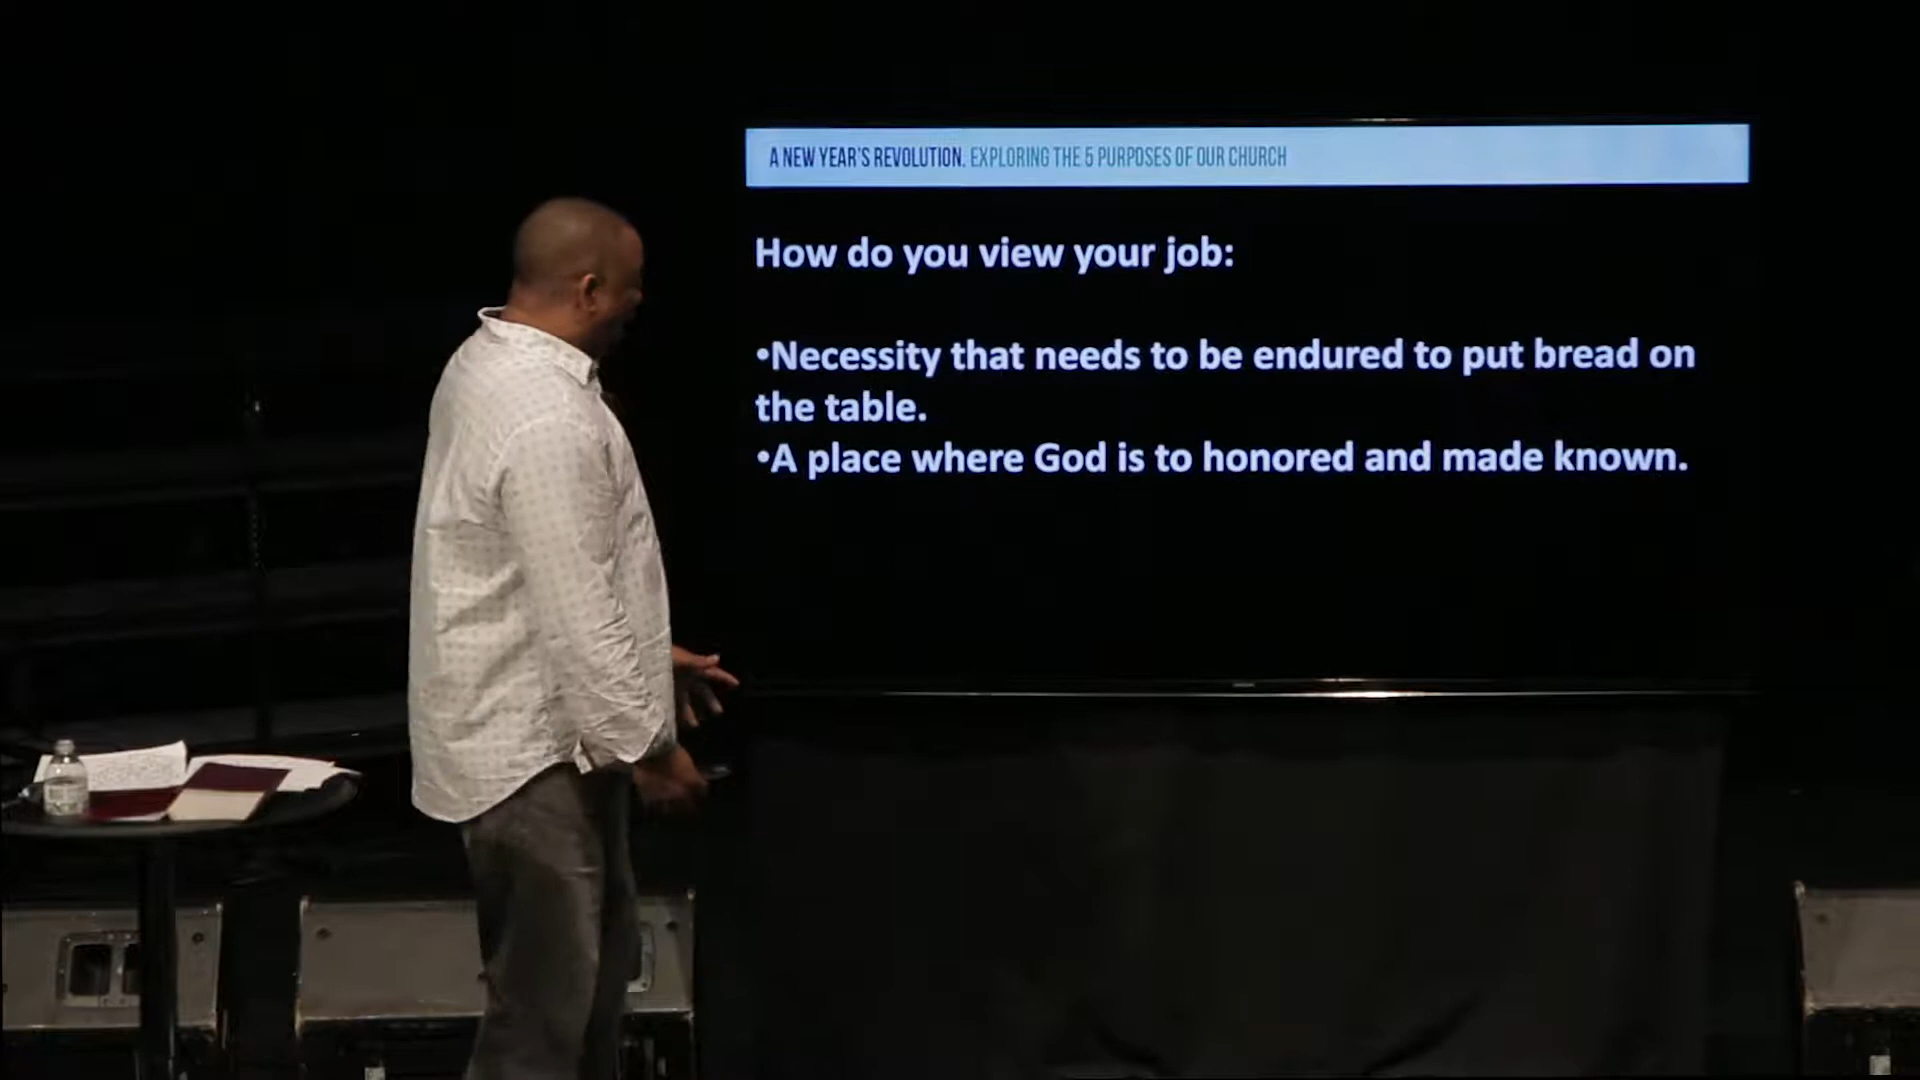 A NEW YEAR'S REVOLUTION. EXPLORING THE 5 PURPOSES OF OUR CHURCH
How do you view your job:
•Necessity that needs to be endured to put bread on
the table.
•A place where God is to honored and made known.